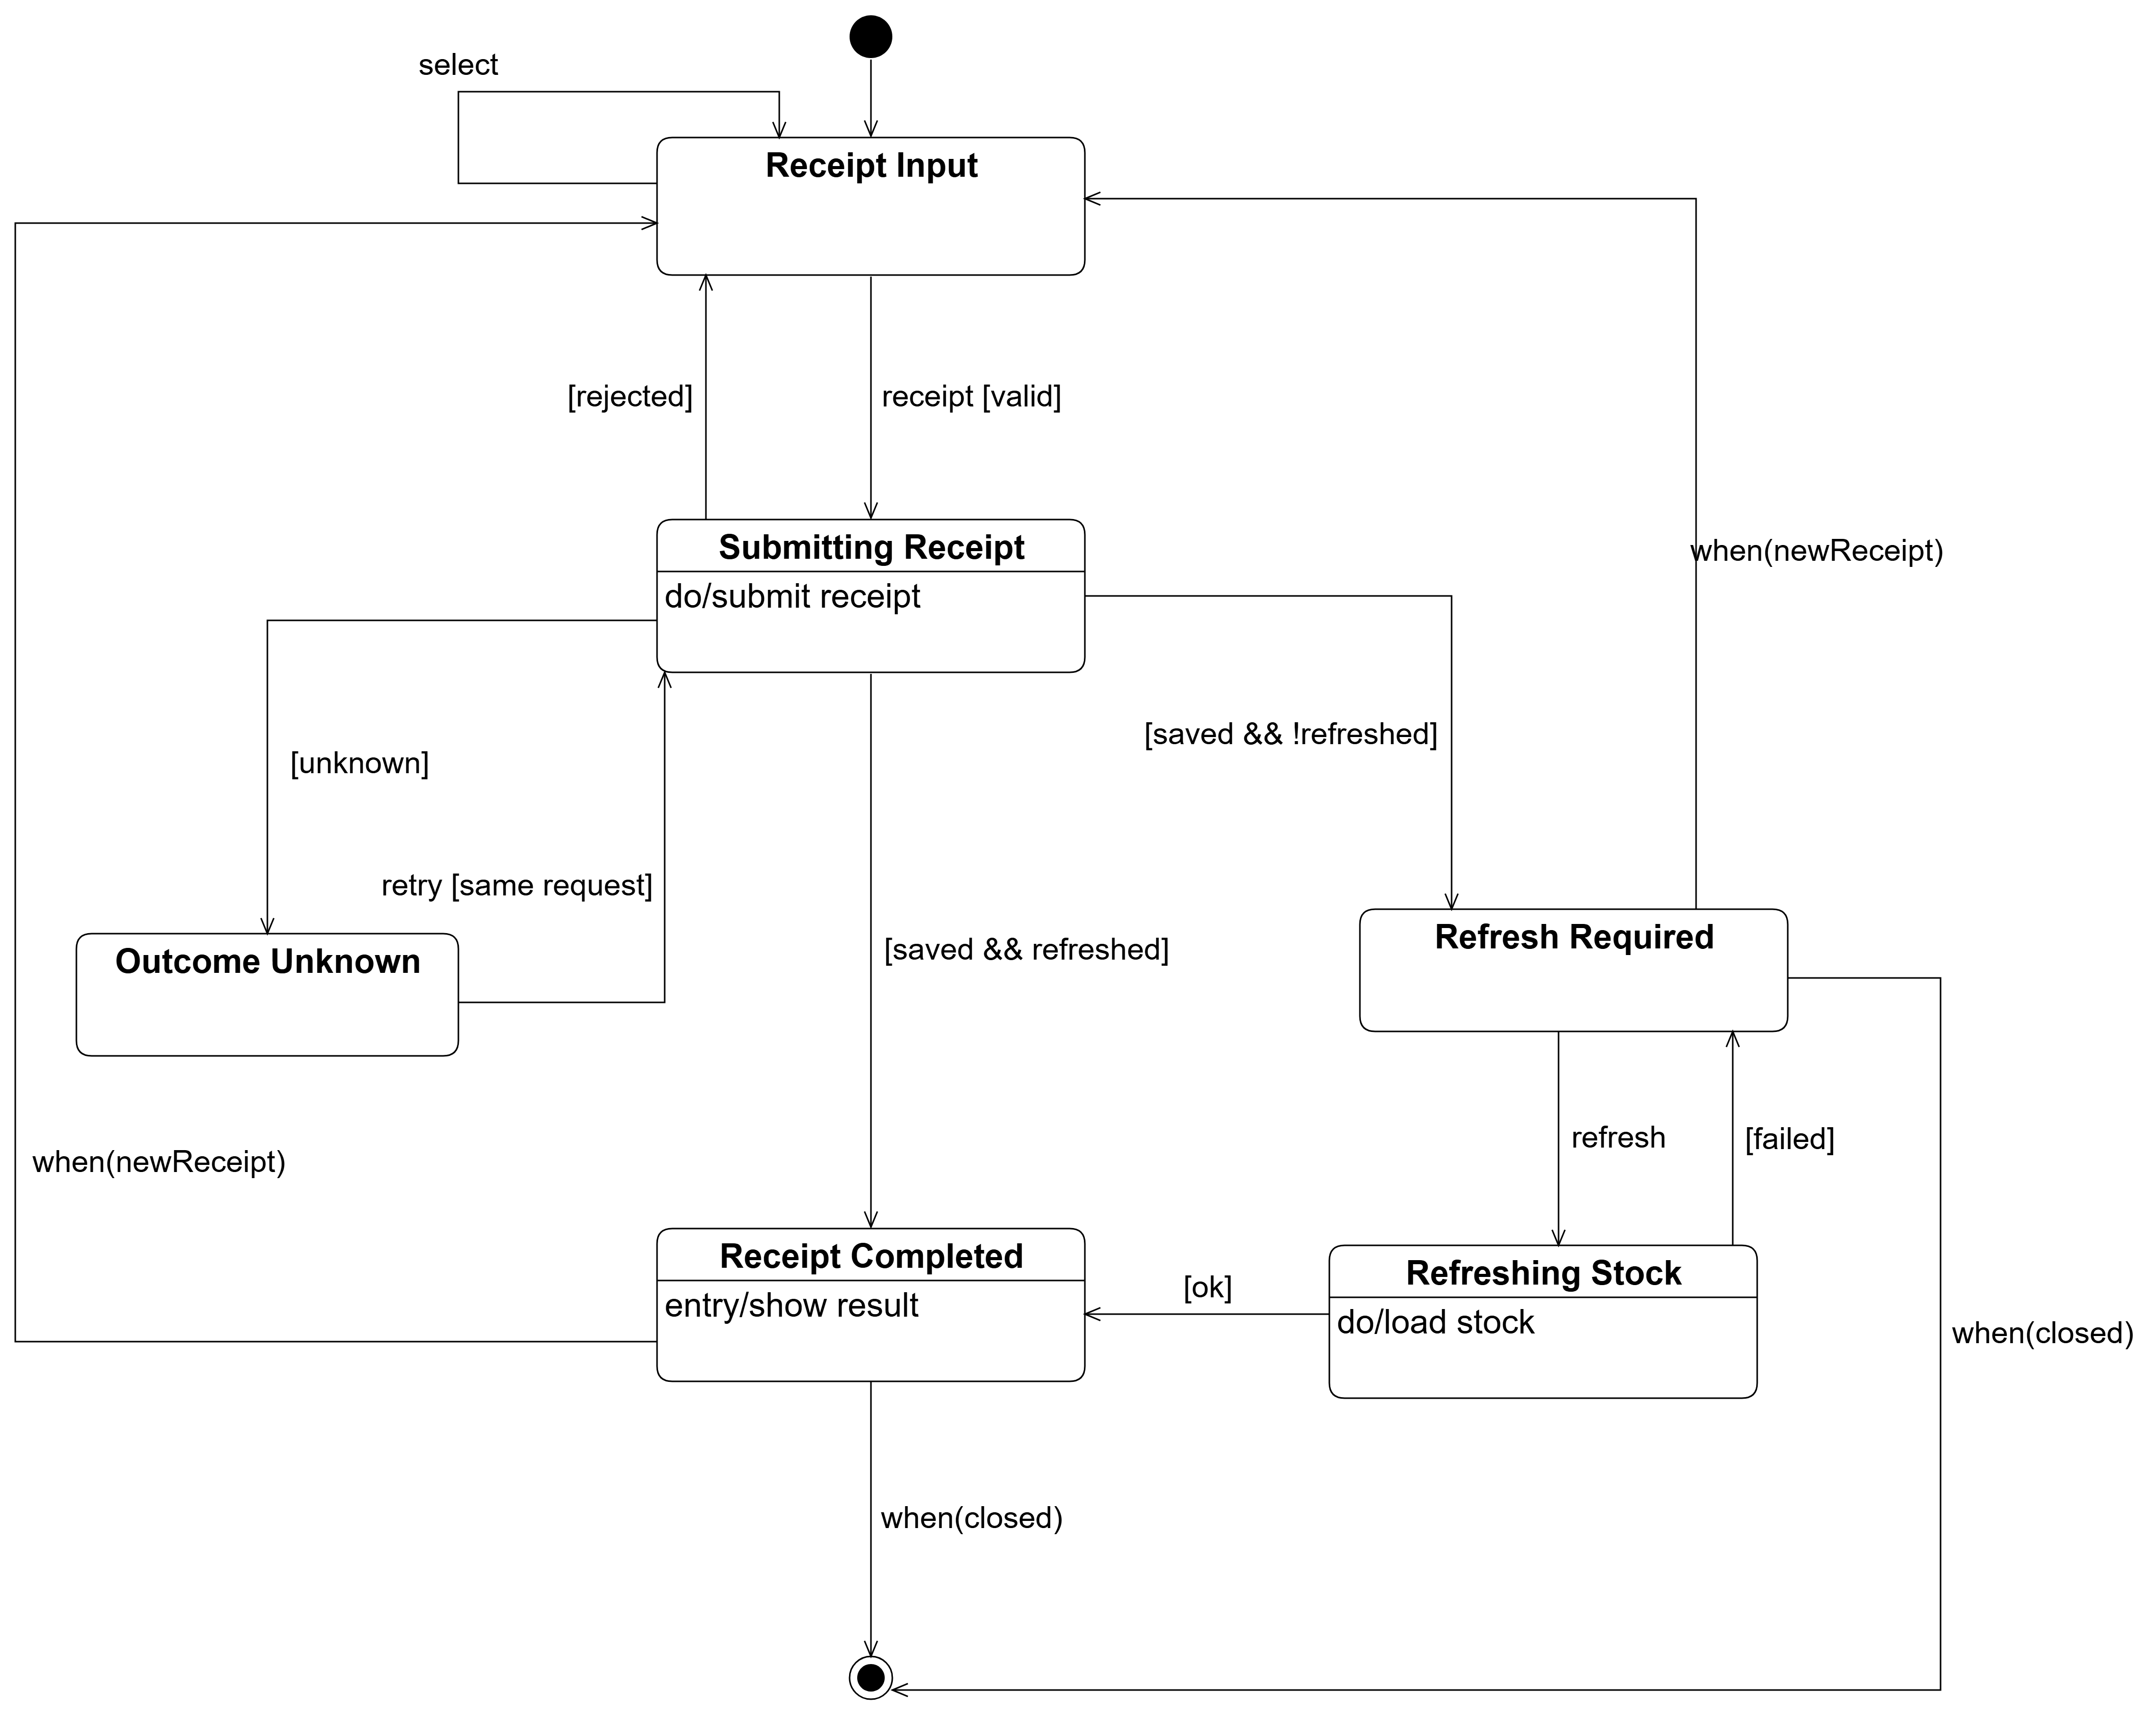 select
Receipt Input
[rejected]
receipt [valid]
when(newReceipt)
Submitting Receipt
do/submit receipt
[saved && !refreshed]
[unknown]
retry [same request]
[saved && refreshed]
Refresh Required
Outcome Unknown
refresh
[failed]
when(newReceipt)
Receipt Completed
entry/show result
[ok]
Refreshing Stock
do/load stock
when(closed)
when(closed)